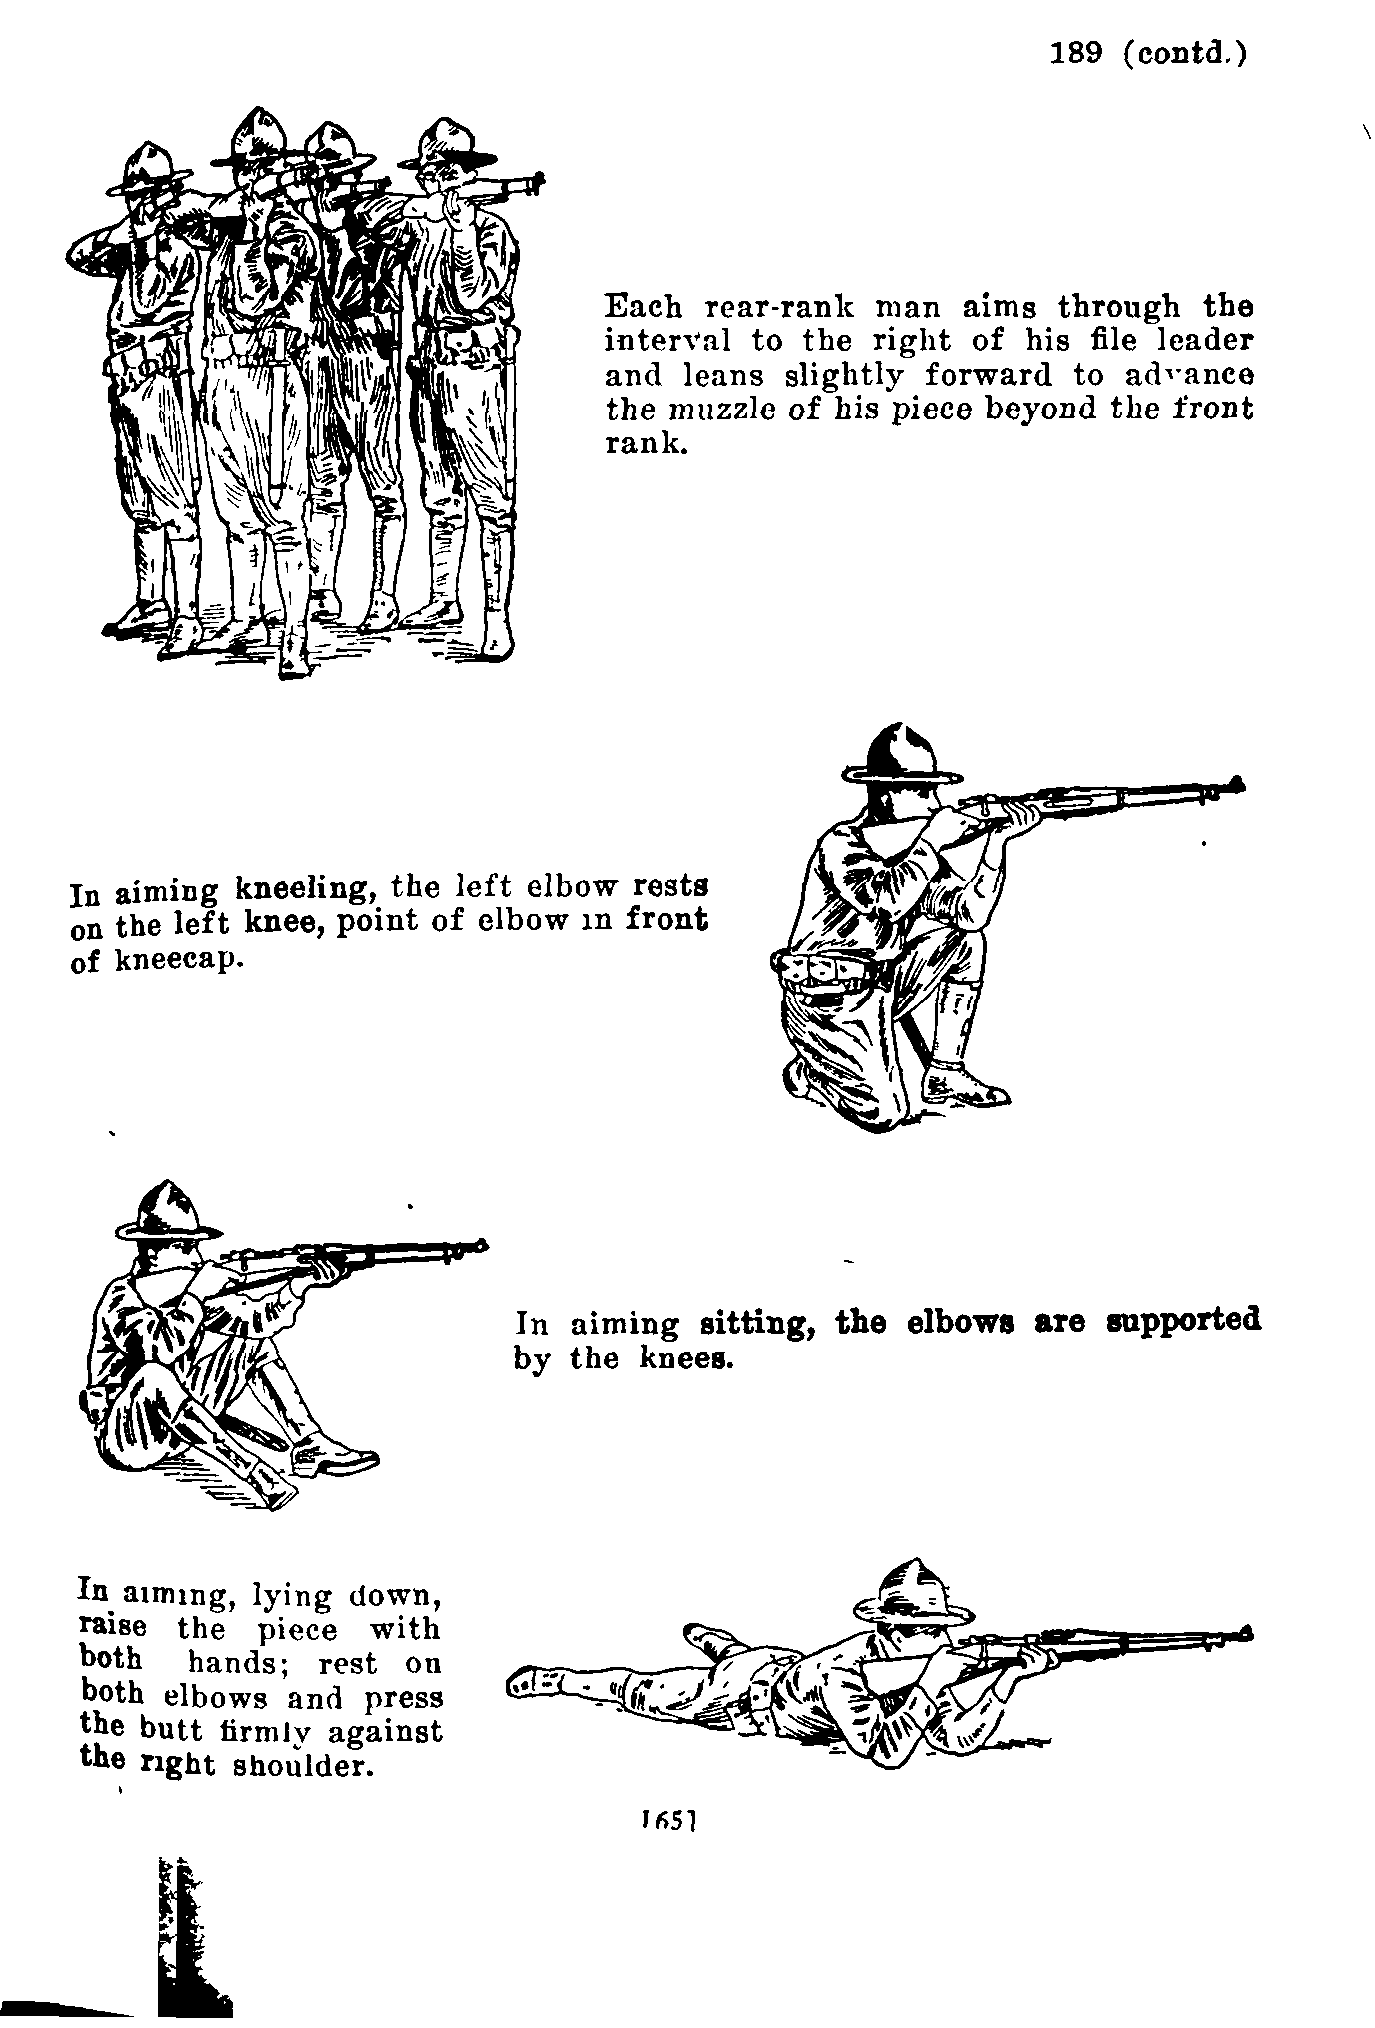 189 (contd.)
Each rear-rank man aims through the
interval to the right of his file leader
and leans slightly forward to advance
the muzzle of his piece beyond the front
rank.
In aiming kneeling, the left elbow rests
on the left knee, point of elbow in front
of kneecap.
In aiming sitting, the elbows are supported
by the knees.
In aiming, lying down,
raise the piece with
both hands; rest on
both elbows and press
the butt firmly against
the right shoulder.
[65]